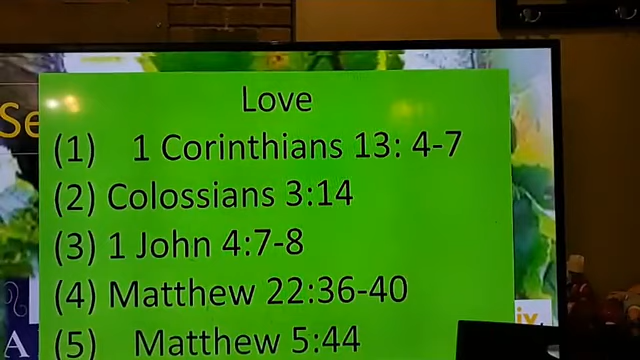 Love
(1) 1 Corinthians 13: 4-7
(2) Colossians 3:14
(3) 1 John 4:7-8
(4) Matthew 22:36-40
(5) Matthew 5:44